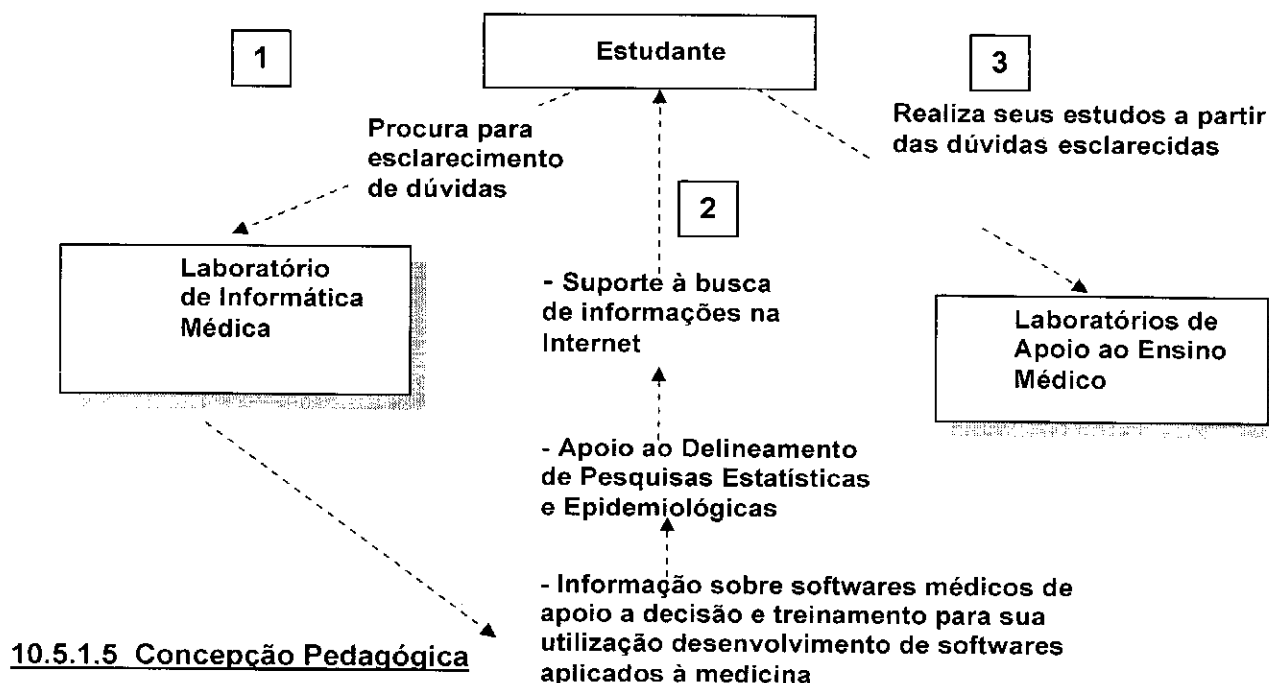 1
Estudante
3
Procura para
esclarecimento
de dúvidas
Realiza seus estudos a partir
das dúvidas esclarecidas
2
Laboratório
de Informática
Médica
- Suporte à busca
de informações na
Internet
Laboratórios de
Apoio ao Ensino
Médico
- Apoio ao Delineamento
de Pesquisas Estatísticas
e Epidemiológicas
- Informação sobre softwares médicos de
apoio a decisão e treinamento para sua
utilização desenvolvimento de softwares
aplicados à medicina
10.5.1.5 Concepção Pedagógica